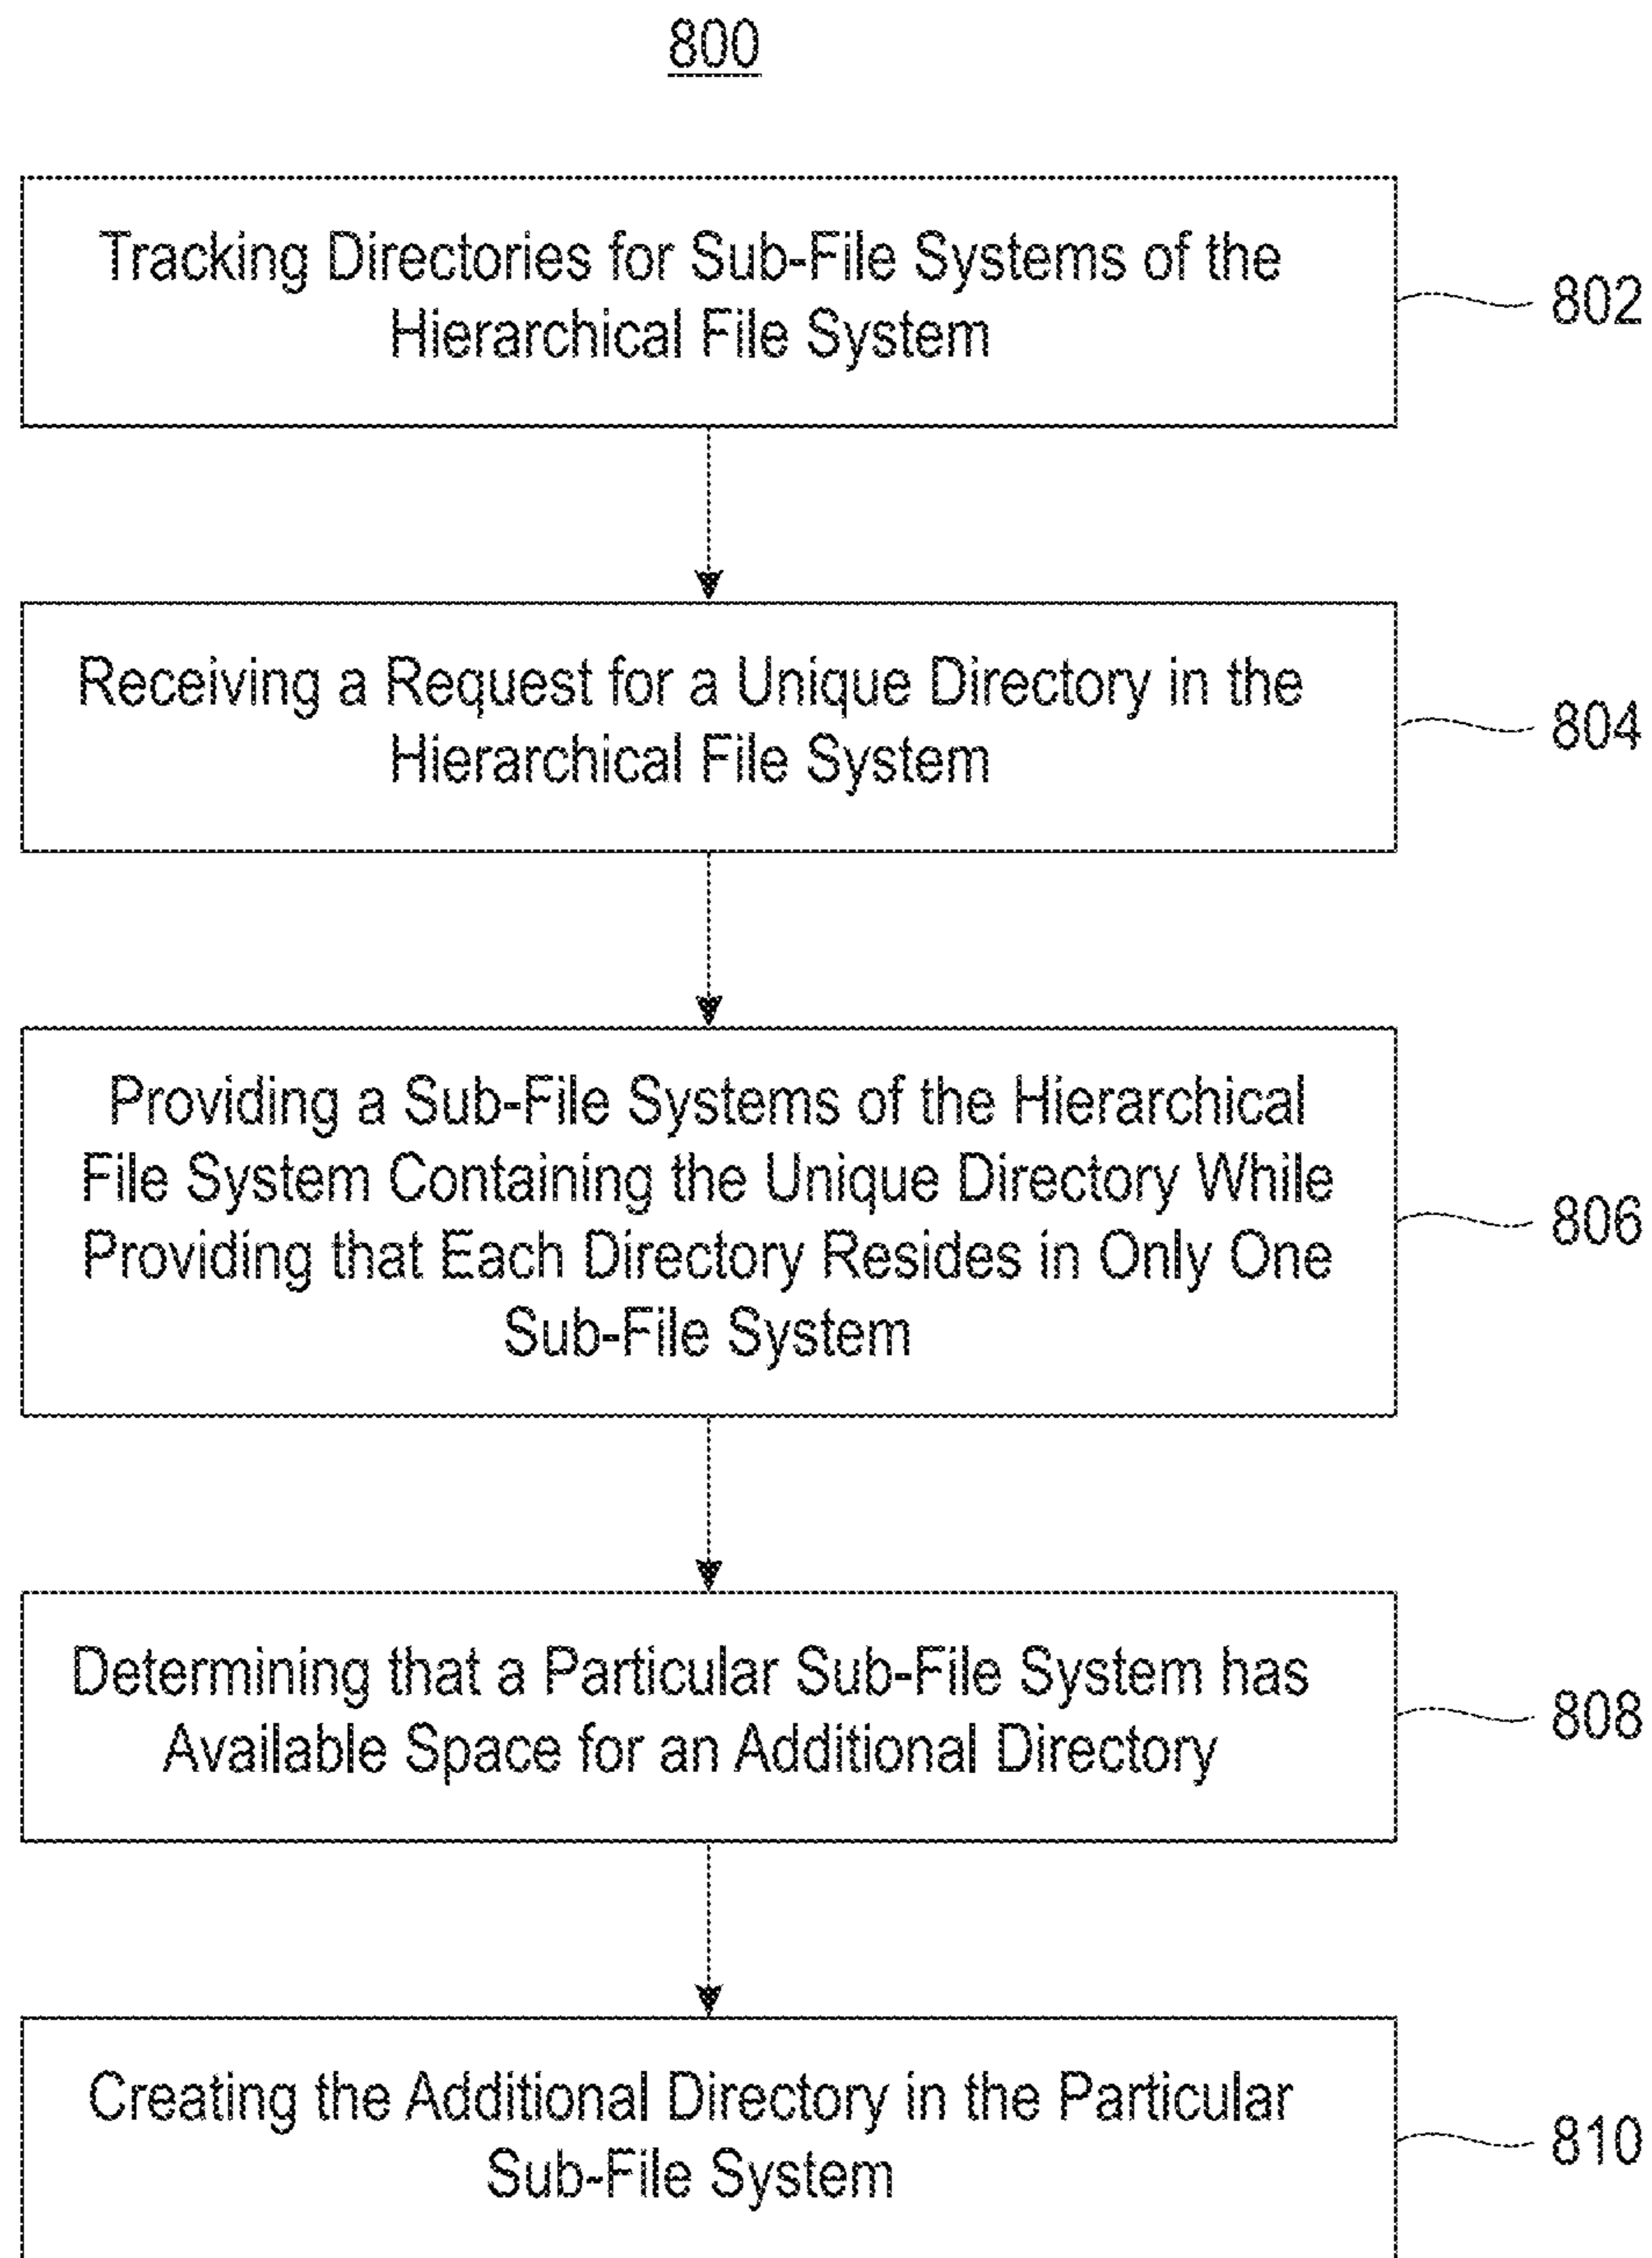 800
Tracking Directories for Sub-File Systems of the
Hierarchical File System
802
Receiving a Request for a Unique Directory in the
Hierarchical File System
804
Providing a Sub-File Systems of the Hierarchical
File System Containing the Unique Directory While
Providing that Each Directory Resides in Only One
Sub-File System
806
Determining that a Particular Sub-File System has
Available Space for an Additional Directory
808
Creating the Additional Directory in the Particular
Sub-File System
810